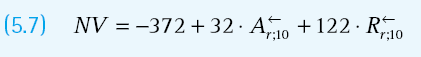 (5.7) NV = −372 + 32 · A←r;10 + 122 · R←r;10